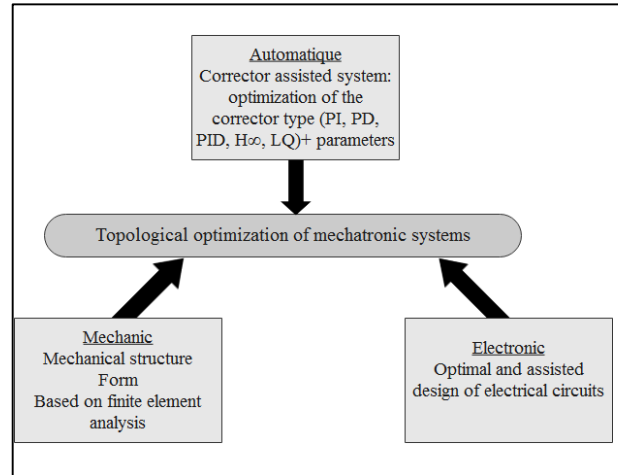 Automatique
Corrector assisted system:
optimization of the
corrector type (PI, PD,
PID, H∞, LQ)+ parameters
Topological optimization of mechatronic systems
Mechanic
Mechanical structure
Form
Based on finite element
analysis
Electronic
Optimal and assisted
design of electrical circuits